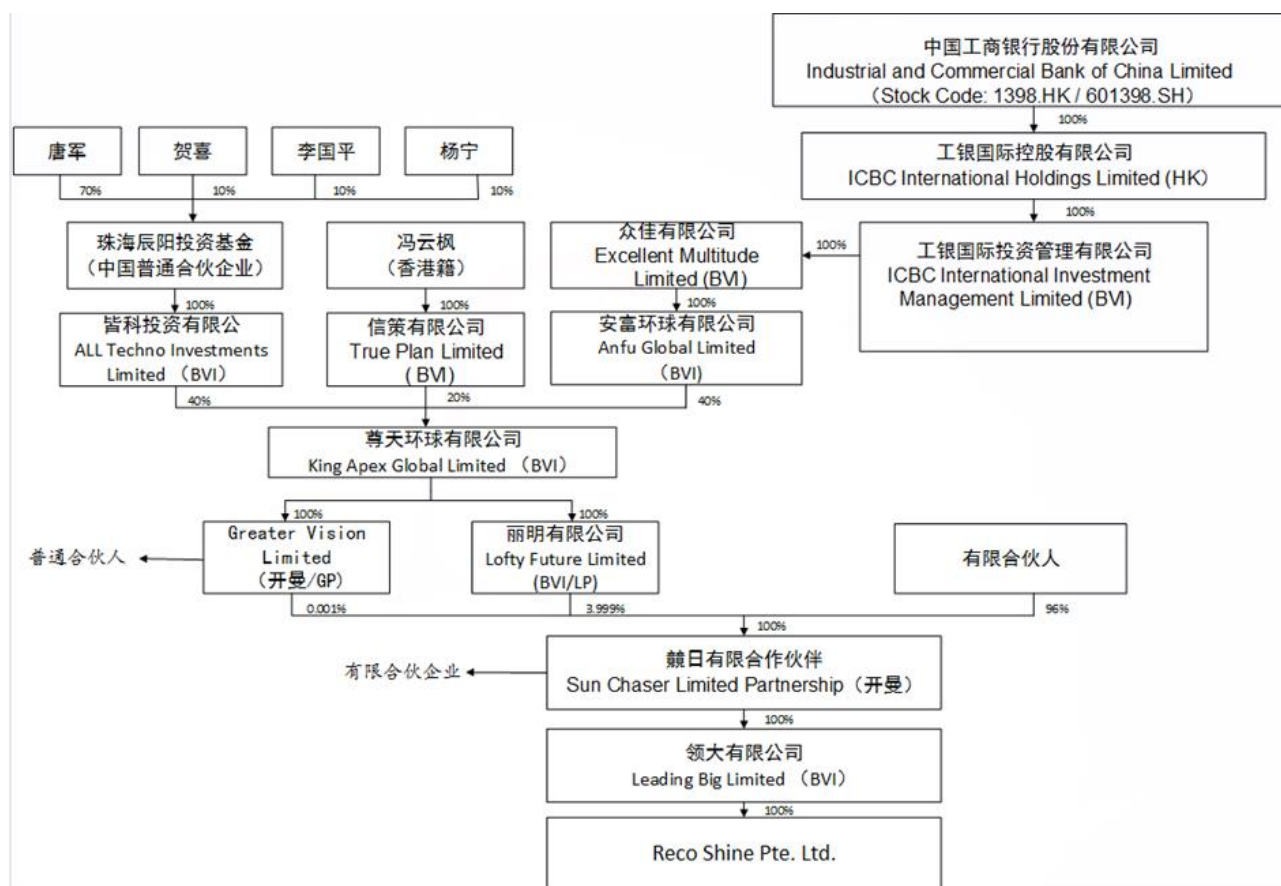 中国工商银行股份有限公司
Industrial and Commercial Bank of China Limited
（Stock Code: 1398.HK / 601398.SH）
100%
唐军
贺喜
李国平
杨宁
工银国际控股有限公司
ICBC International Holdings Limited (HK）
70%
10%
10%
10%
100%
珠海辰阳投资基金
（中国普通合伙企业）
冯云枫
（香港籍）
众佳有限公司
Excellent Multitude
Limited (BVI)
100%
工银国际投资管理有限公司
ICBC International Investment
Management Limited (BVI)
100%
100%
100%
皆科投资有限公
ALL Techno Investments
Limited （BVI）
信策有限公司
True Plan Limited
( BVI)
安富环球有限公司
Anfu Global Limited
（BVI)
40%
20%
40%
尊天环球有限公司
King Apex Global Limited （BVI）
100%
100%
普通合伙人
Greater Vision
Limited
（开曼/GP）
丽明有限公司
Lofty Future Limited
(BVI/LP)
有限合伙人
0.001%
3.999%
96%
100%
有限合伙企业
競日有限合作伙伴
Sun Chaser Limited Partnership（开曼）
100%
领大有限公司
Leading Big Limited （BVI）
100%
Reco Shine Pte. Ltd.